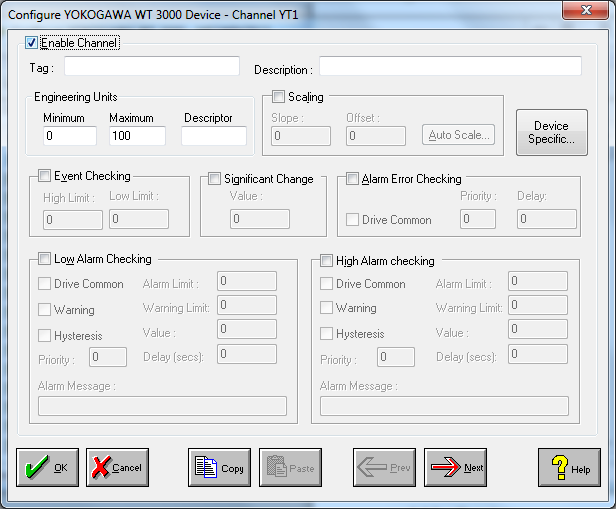 Configure YOKOGAWA WT 3000 Device - Channel YT1
Enable Channel
Tag : Description :
Engineering Units Scaling
Minimum Maximum Descriptor Slope : Offset :
0 100 0 0 Auto Scale... Device Specific...
Event Checking Significant Change Alarm Error Checking
High Limit : Low Limit : Value : Priority : Delay:
0 0 0 Drive Common 0 0
Low Alarm Checking High Alarm checking
Drive Common Alarm Limit : 0 Drive Common Alarm Limit : 0
Warning Warning Limit: 0 Warning Warning Limit: 0
Hysteresis Value : 0 Hysteresis Value : 0
Priority : 0 Delay (secs): 0 Priority : 0 Delay (secs): 0
Alarm Message : Alarm Message :
OK Cancel Copy Paste Prev Next Help